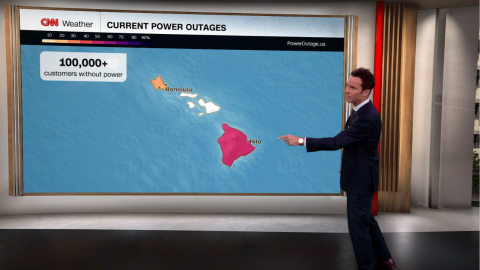 CNN Weather
CURRENT POWER OUTAGES
10 20 30 40 50 60 70 80 90%
PowerOutage.us
100,000+
customers without power
Honolulu
Hilo